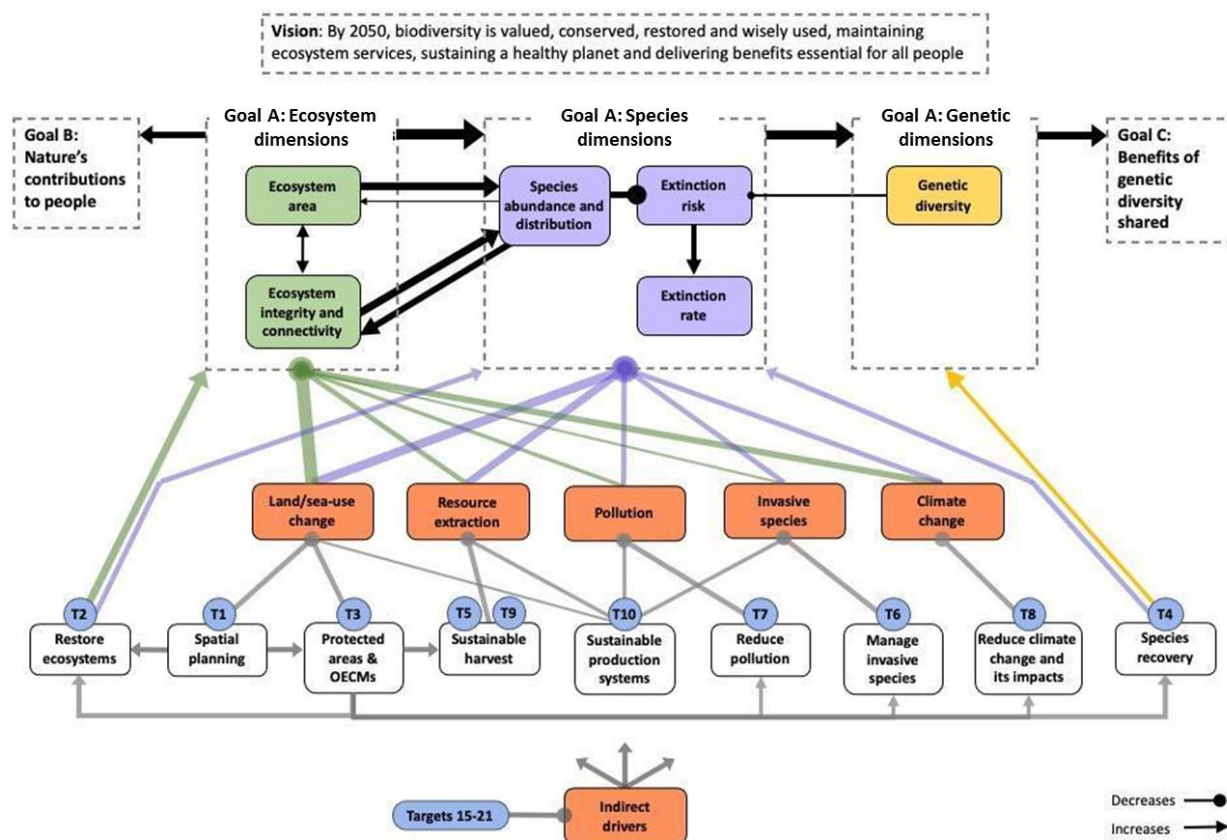 Vision: By 2050, biodiversity is valued, conserved, restored and wisely used, maintaining
ecosystem services, sustaining a healthy planet and delivering benefits essential for all people
Goal B:
Nature's
contributions
to people
Goal A: Ecosystem
dimensions
Goal A: Species
dimensions
Goal A: Genetic
dimensions
Goal C:
Benefits of
genetic
diversity
shared
Ecosystem
area
Species
abundance and
distribution
Extinction
risk
Genetic
diversity
Ecosystem
integrity and
connectivity
Extinction
rate
Land/sea-use
change
Resource
extraction
Pollution
Invasive
species
Climate
change
T2
Restore
ecosystems
T1
Spatial
planning
T3
Protected
areas &
OECMs
T5
T9
Sustainable
harvest
T10
Sustainable
production
systems
T7
Reduce
pollution
T6
Manage
invasive
species
T8
Reduce climate
change and
its impacts
T4
Species
recovery
Targets 15-21
Indirect
drivers
Decreases
Increases